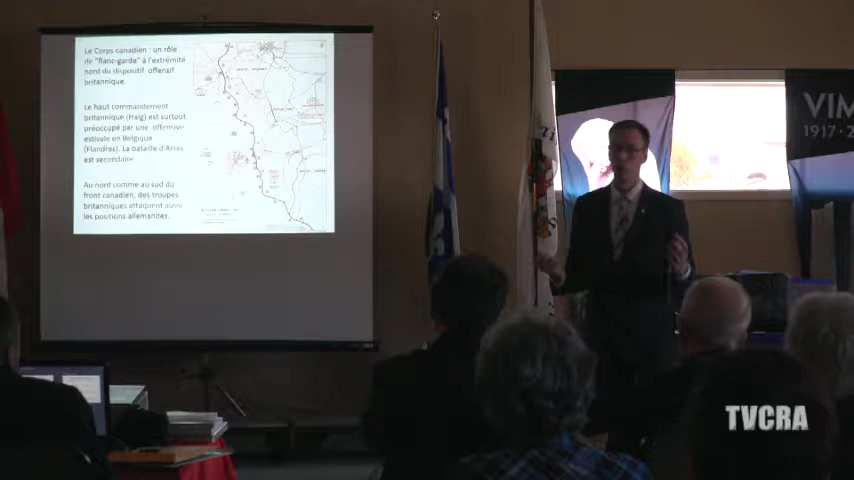 Le Corps canadien : un rôle
de "flanc-garde" à l'extrémité
nord du dispositif offensif
britannique.
Le haut commandement
britannique (Haig) est surtout
préoccupé par une offensive
estivale en Belgique
(Flandres). La bataille d'Arras
est secondaire
Au nord comme au sud du
front canadien, des troupes
britanniques attaquent aussi
les positions allemandes.
VIM
1917 · 2
TVCRA